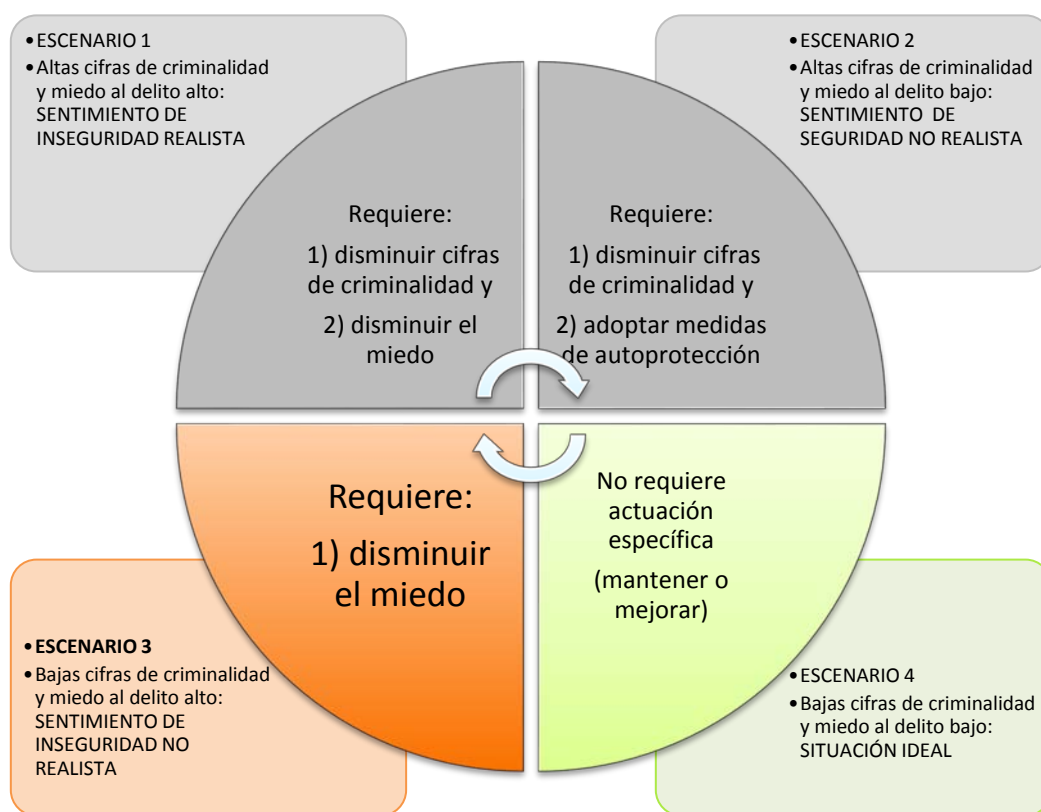 •ESCENARIO 1
•Altas cifras de criminalidad
y miedo al delito alto:
SENTIMIENTO DE
INSEGURIDAD REALISTA
•ESCENARIO 2
•Altas cifras de criminalidad
y miedo al delito bajo:
SENTIMIENTO DE
SEGURIDAD NO REALISTA
Requiere:
1) disminuir cifras
de criminalidad y
2) disminuir el
miedo
Requiere:
1) disminuir cifras
de criminalidad y
2) adoptar medidas
de autoprotección
Requiere:
1) disminuir
el miedo
No requiere
actuación
específica
(mantener o
mejorar)
•ESCENARIO 3
•Bajas cifras de criminalidad
y miedo al delito alto:
SENTIMIENTO DE
INSEGURIDAD NO
REALISTA
•ESCENARIO 4
•Bajas cifras de criminalidad
y miedo al delito bajo:
SITUACIÓN IDEAL